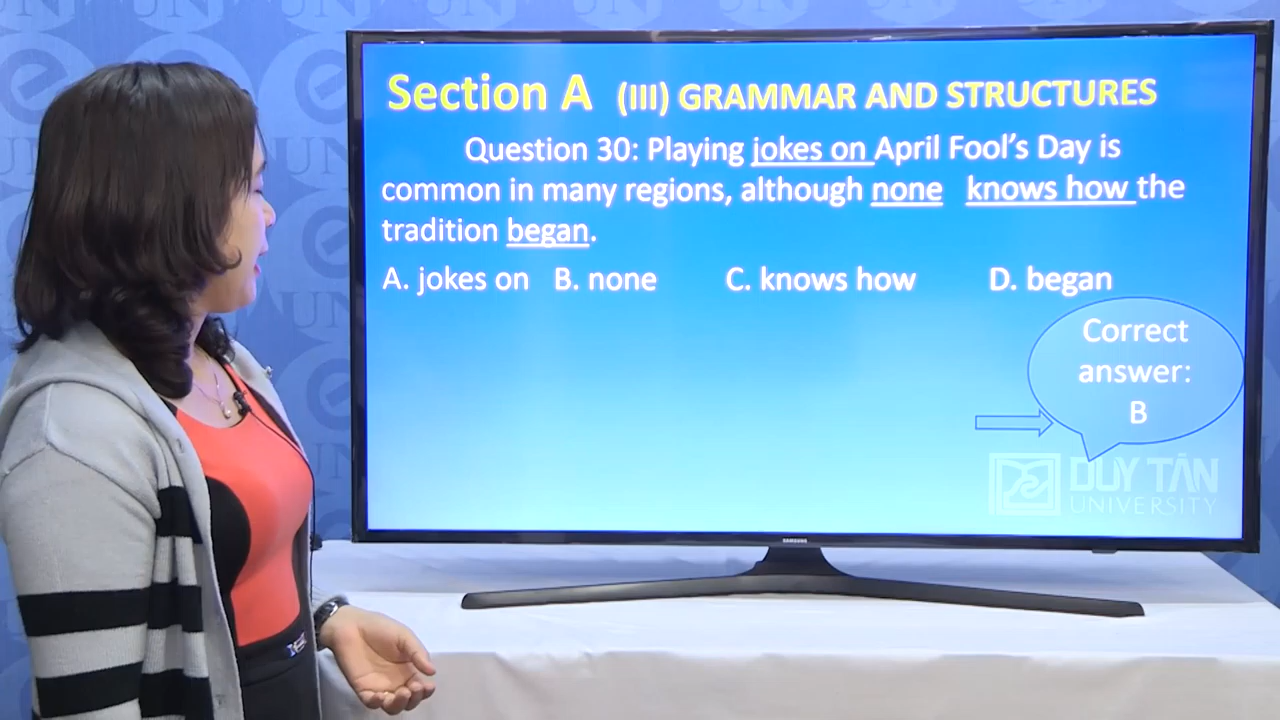 Section A (III) GRAMMAR AND STRUCTURES
Question 30: Playing jokes on April Fool's Day is
common in many regions, although none knows how the
tradition began.
A. jokes on B. none C. knows how D. began
Correct
answer:
B
DUY TÂN
UNIVERSITY
SAMSUNG